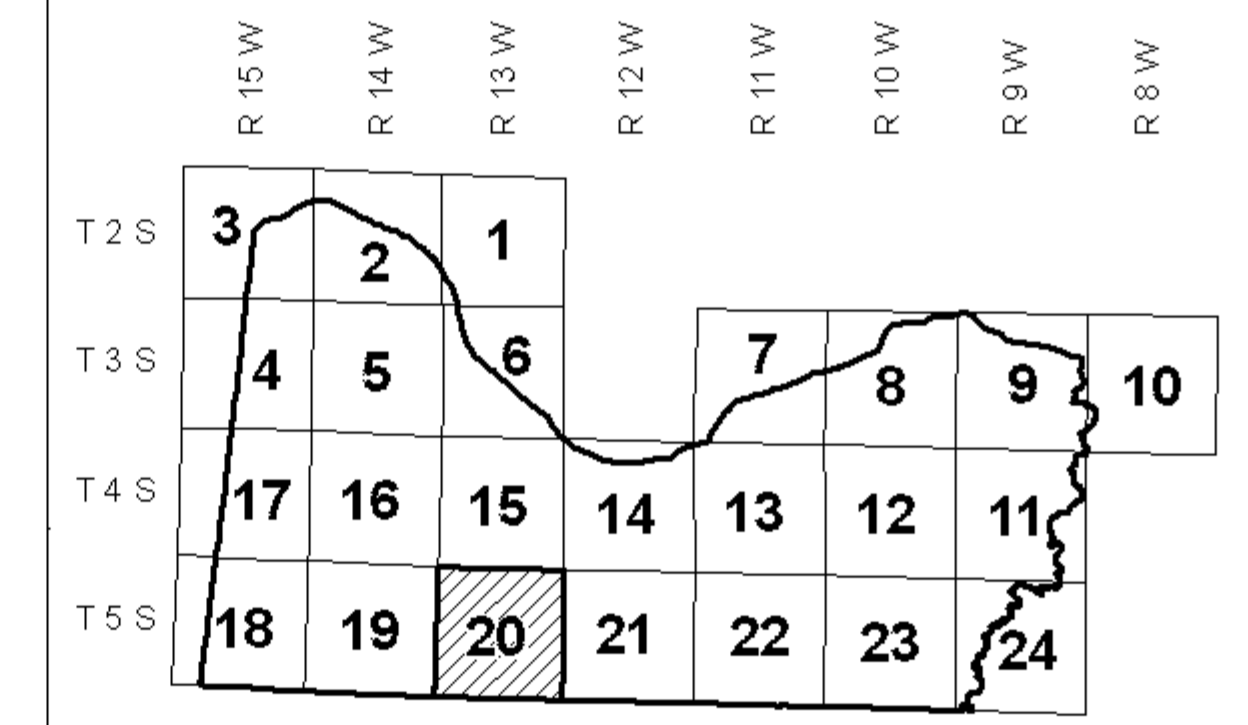 R 15 W R 14 W R 13 W R 12 W R 11 W R 10 W R 9 W R 8 W
T 2 S 3 2 1
T 3 S 4 5 6 7 8 9 10
T 4 S 17 16 15 14 13 12 11
T 5 S 18 19 20 21 22 23 24